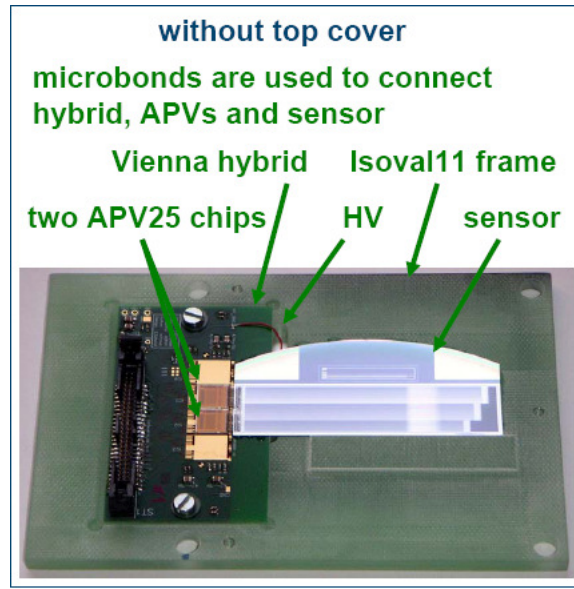 without top cover
microbonds are used to connect
hybrid, APVs and sensor
Vienna hybrid
Isoval11 frame
two APV25 chips
HV
sensor